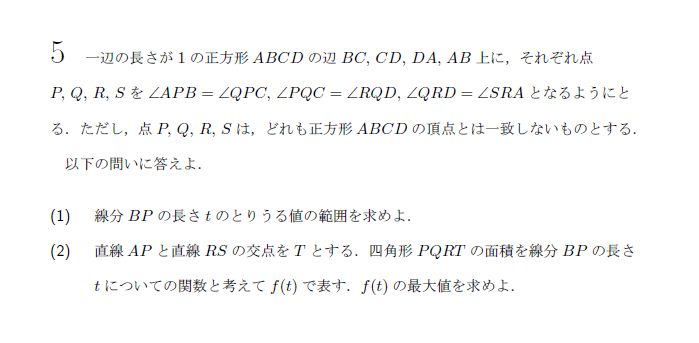 5 一辺の長さが 1 の正方形 ABCD の辺 BC, CD, DA, AB 上に，それぞれ点
P, Q, R, S を ∠APB = ∠QPC, ∠PQC = ∠RQD, ∠QRD = ∠SRA となるようにと
る．ただし，点 P, Q, R, S は，どれも正方形 ABCD の頂点とは一致しないものとする．
以下の問いに答えよ．
(1) 線分 BP の長さ t のとりうる値の範囲を求めよ．
(2) 直線 AP と直線 RS の交点を T とする．四角形 PQRT の面積を線分 BP の長さ
t についての関数と考えて f(t) で表す．f(t) の最大値を求めよ．